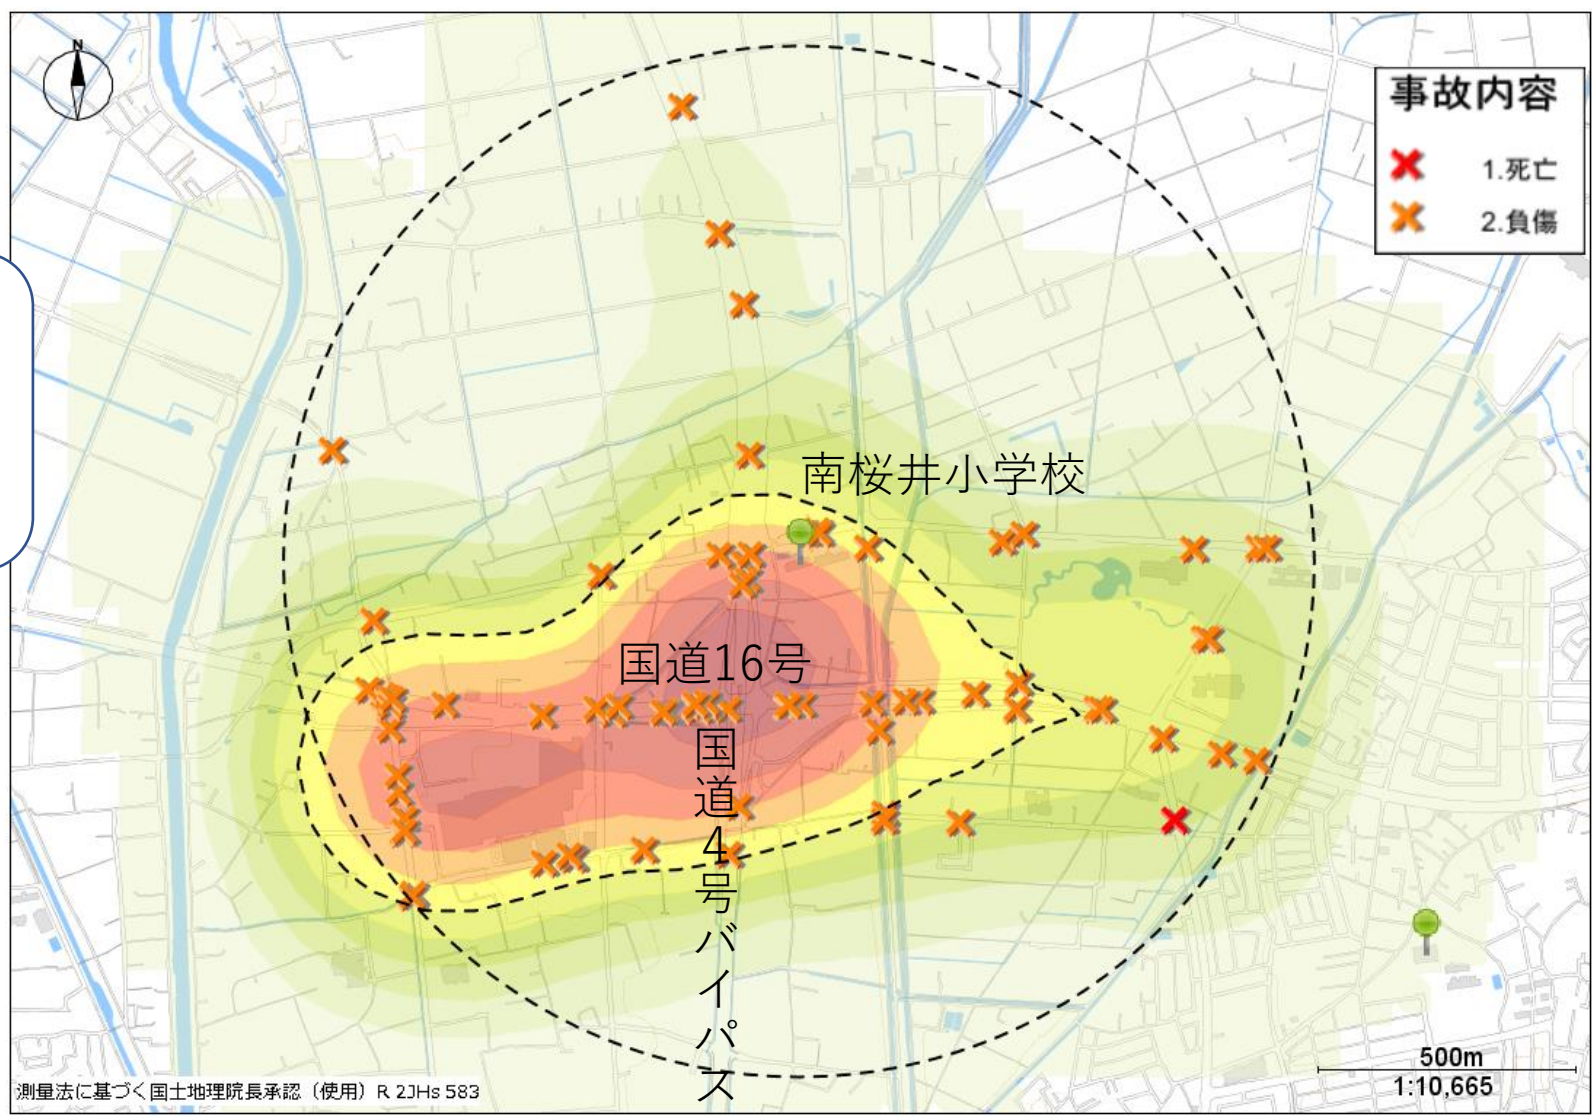 N
事故内容
1.死亡
2.負傷
南桜井小学校
国道16号
国道4号バイパス
500m
1:10,665
測量法に基づく国土地理院長承認（使用）R 2JHs 583